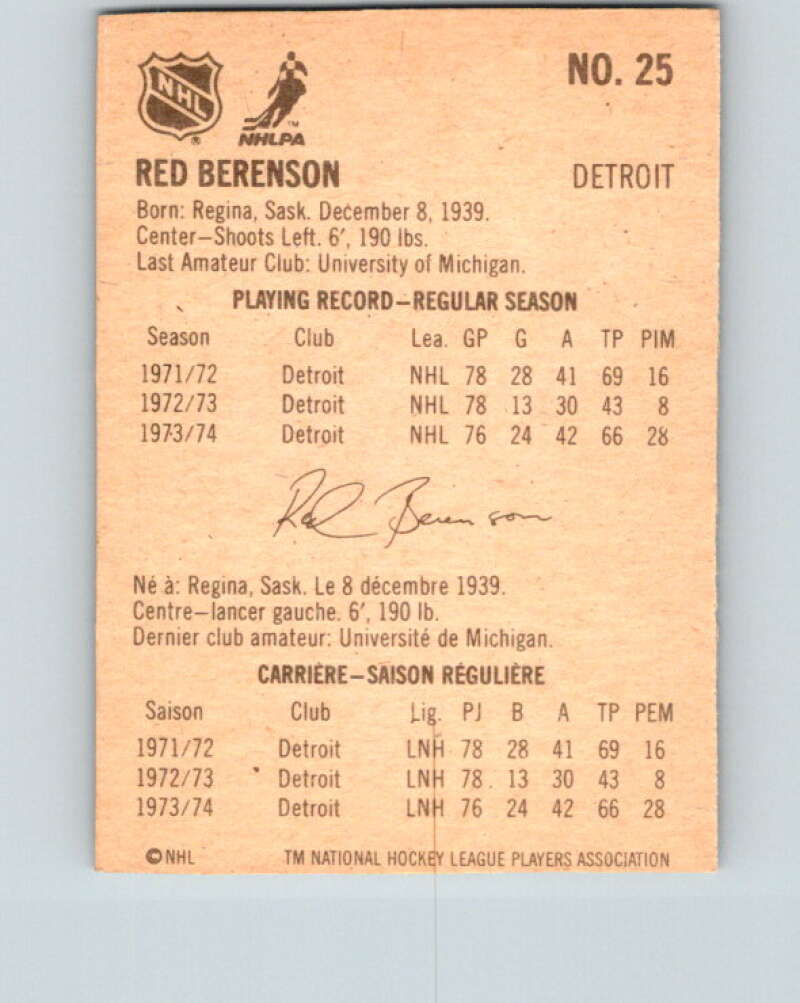 NHL
NHLPA
NO. 25
RED BERENSON DETROIT
Born: Regina, Sask. December 8, 1939.
Center—Shoots Left. 6′, 190 lbs.
Last Amateur Club: University of Michigan.
PLAYING RECORD—REGULAR SEASON
Season Club Lea. GP G A TP PIM
1971/72 Detroit NHL 78 28 41 69 16
1972/73 Detroit NHL 78 13 30 43 8
1973/74 Detroit NHL 76 24 42 66 28
Red Berenson
Né à: Regina, Sask. Le 8 décembre 1939.
Centre—lancer gauche. 6′, 190 lb.
Dernier club amateur: Université de Michigan.
CARRIÈRE—SAISON RÉGULIÈRE
Saison Club Lig. PJ B A TP PEM
1971/72 Detroit LNH 78 28 41 69 16
1972/73 Detroit LNH 78 13 30 43 8
1973/74 Detroit LNH 76 24 42 66 28
©NHL TM NATIONAL HOCKEY LEAGUE PLAYERS ASSOCIATION